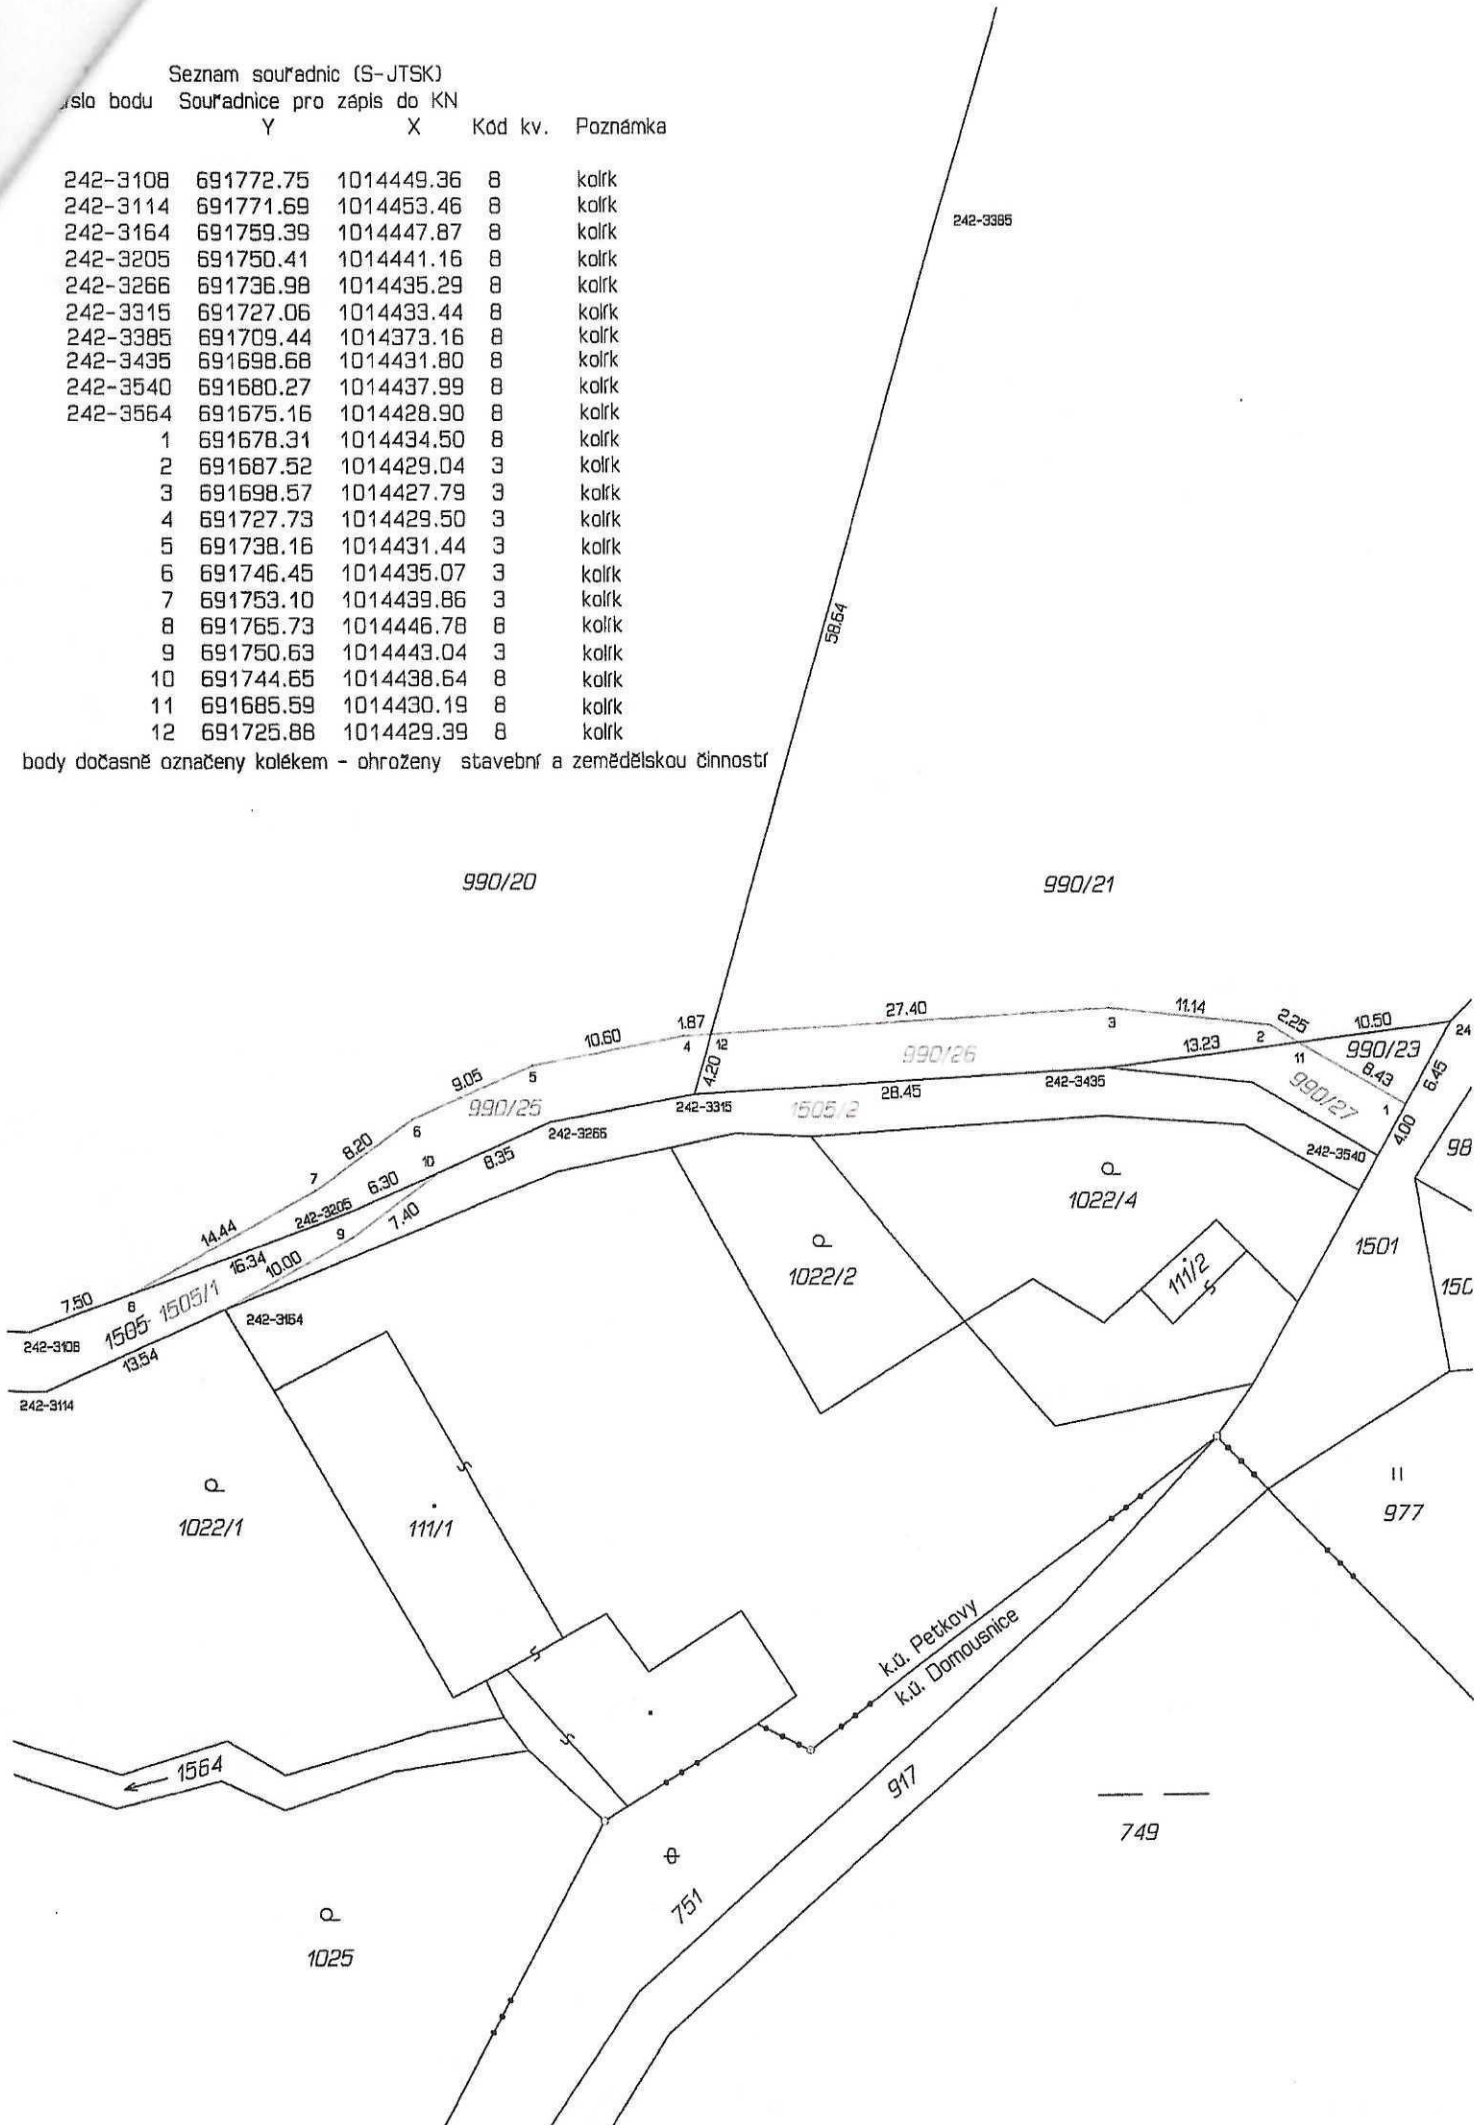 Seznam souřadnic (S-JTSK)
bodu Souřadnice pro zápis do KN
Y X Kód kv. Poznámka
242-3108 691772.75 1014449.36 8 kolík
242-3114 691771.69 1014453.46 8 kolík
242-3164 691759.39 1014447.87 8 kolík
242-3205 691750.41 1014441.16 8 kolík
242-3266 691736.98 1014435.29 8 kolík
242-3315 691727.06 1014433.44 8 kolík
242-3385 691709.44 1014373.16 8 kolík
242-3435 691698.68 1014431.80 8 kolík
242-3540 691680.27 1014437.99 8 kolík
242-3564 691675.16 1014428.90 8 kolík
1 691678.31 1014434.50 8 kolík
2 691687.52 1014429.04 3 kolík
3 691698.57 1014427.79 3 kolík
4 691727.73 1014429.50 3 kolík
5 691738.16 1014431.44 3 kolík
6 691746.45 1014435.07 3 kolík
7 691753.10 1014439.86 3 kolík
8 691765.73 1014446.78 8 kolík
9 691750.63 1014443.04 3 kolík
10 691744.65 1014438.64 8 kolík
11 691685.59 1014430.19 8 kolík
12 691725.88 1014429.39 8 kolík
body dočasně označeny kolékem - ohroženy stavební a zemědělskou činností
242-3385
58.64
990/20
990/21
27.40
11.14
2.25
10.50
24
1.87
10.60
4
12
3
2
13.23
11
990/23
990/26
4.20
9.05
5
8.43
6.45
990/25
242-3315
1505/2
28.45
242-3435
990/27
1
4.00
6
242-3266
8.20
10
8.35
242-3540
98
7
6.30
242-3205
7.40
1022/4
14.44
9
16.34
10.00
1022/2
111/2
1501
150
7.50
8
1505
1505/1
242-3164
242-3108
13.54
242-3114
1022/1
111/1
977
k.ú. Petkovy
k.ú. Domousnice
1564
917
749
751
1025